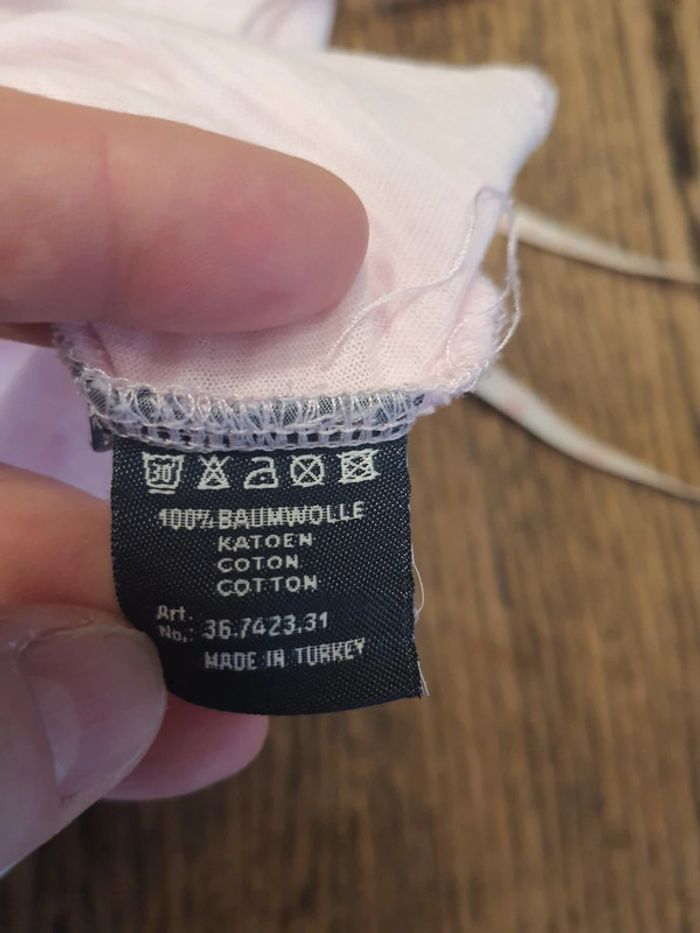 30
100% BAUMWOLLE
KATOEN
COTON
COTTON
Art. No.: 36.7423.31
MADE IN TURKEY